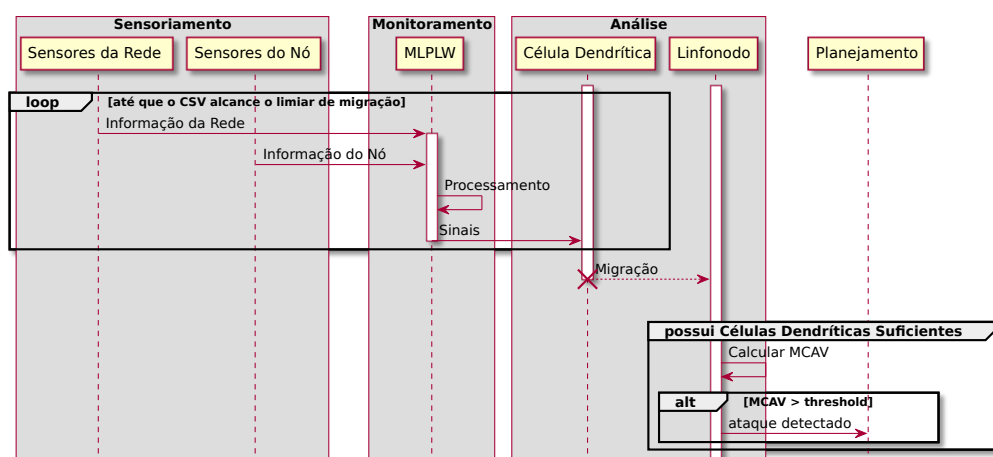 Sensoriamento
Monitoramento
Análise
Sensores da Rede
Sensores do Nó
MLPLW
Célula Dendrítica
Linfonodo
Planejamento
loop
[até que o CSV alcance o limiar de migração]
Informação da Rede
Informação do Nó
Processamento
Sinais
Migração
possui Células Dendríticas Suficientes
Calcular MCAV
alt
[MCAV > threshold]
ataque detectado